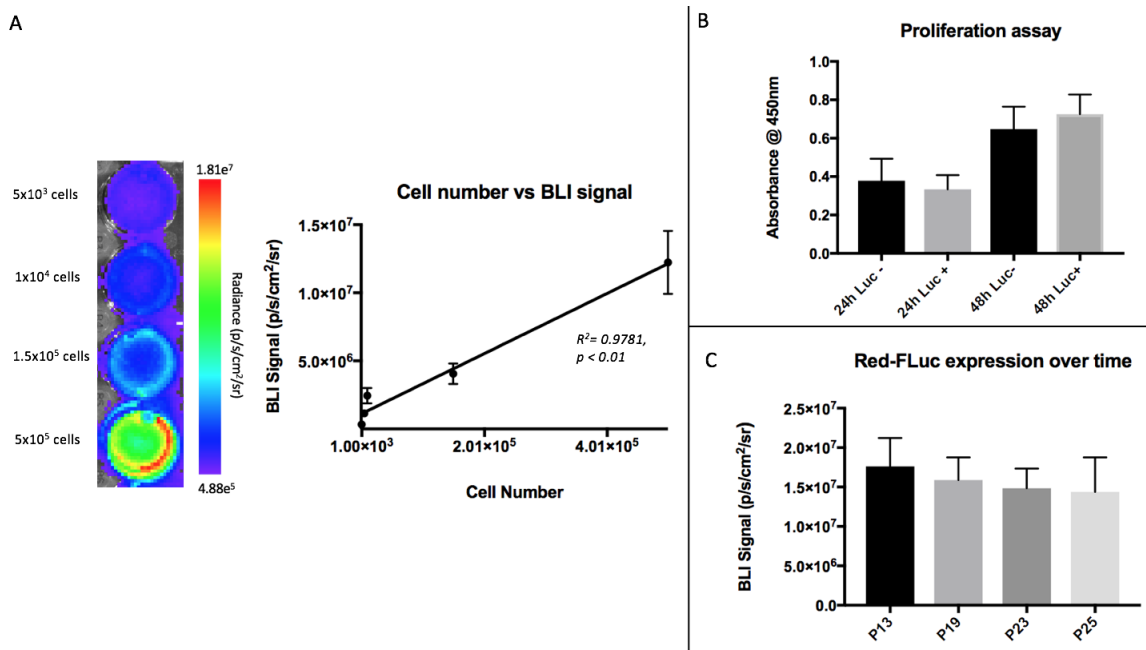 A
5x10³ cells
1x10⁴ cells
1.5x10⁵ cells
5x10⁵ cells
1.81e⁷
Radiance (p/s/cm²/sr)
4.88e⁵
Cell number vs BLI signal
BLI Signal (p/s/cm²/sr)
1.5×10⁷
1.0×10⁷
5.0×10⁶
R²= 0.9781,
p < 0.01
1.00×10³
2.01×10⁵
4.01×10⁵
Cell Number
B
Proliferation assay
Absorbance @ 450nm
1.0
0.8
0.6
0.4
0.2
0.0
24h Luc -
24h Luc +
48h Luc-
48h Luc+
C
Red-FLuc expression over time
BLI Signal (p/s/cm²/sr)
2.5×10⁷
2.0×10⁷
1.5×10⁷
1.0×10⁷
5.0×10⁶
0.0
P13
P19
P23
P25